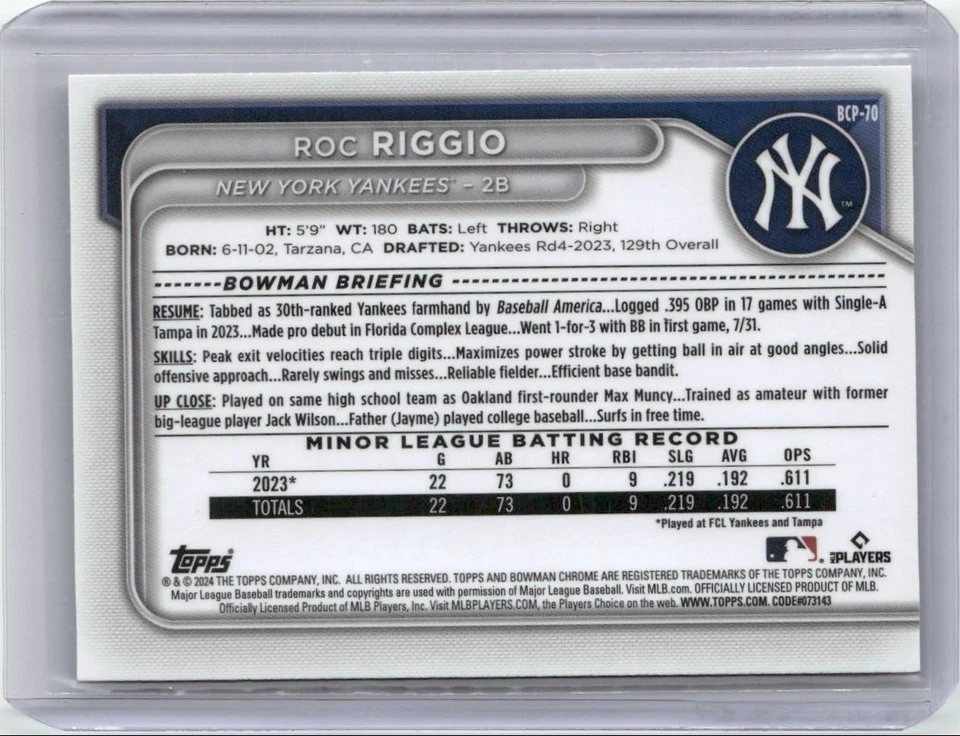 BCP-70
ROC RIGGIO
NEW YORK YANKEES™ – 2B
NY
™
HT: 5'9" WT: 180 BATS: Left THROWS: Right
BORN: 6-11-02, Tarzana, CA DRAFTED: Yankees Rd4-2023, 129th Overall
BOWMAN BRIEFING
RESUME: Tabbed as 30th-ranked Yankees farmhand by Baseball America...Logged .395 OBP in 17 games with Single-A
Tampa in 2023...Made pro debut in Florida Complex League...Went 1-for-3 with BB in first game, 7/31.
SKILLS: Peak exit velocities reach triple digits...Maximizes power stroke by getting ball in air at good angles...Solid
offensive approach...Rarely swings and misses...Reliable fielder...Efficient base bandit.
UP CLOSE: Played on same high school team as Oakland first-rounder Max Muncy...Trained as amateur with former
big-league player Jack Wilson...Father (Jayme) played college baseball...Surfs in free time.
MINOR LEAGUE BATTING RECORD
YR G AB HR RBI SLG AVG OPS
2023* 22 73 0 9 .219 .192 .611
TOTALS 22 73 0 9 .219 .192 .611
*Played at FCL Yankees and Tampa
Topps®
MLB PLAYERS
® & © 2024 THE TOPPS COMPANY, INC. ALL RIGHTS RESERVED. TOPPS AND BOWMAN CHROME ARE REGISTERED TRADEMARKS OF THE TOPPS COMPANY, INC.
Major League Baseball trademarks and copyrights are used with permission of Major League Baseball. Visit MLB.com. OFFICIALLY LICENSED PRODUCT OF MLB.
Officially Licensed Product of MLB Players, Inc. Visit MLBPLAYERS.COM, the Players Choice on the web. WWW.TOPPS.COM. CODE#073143